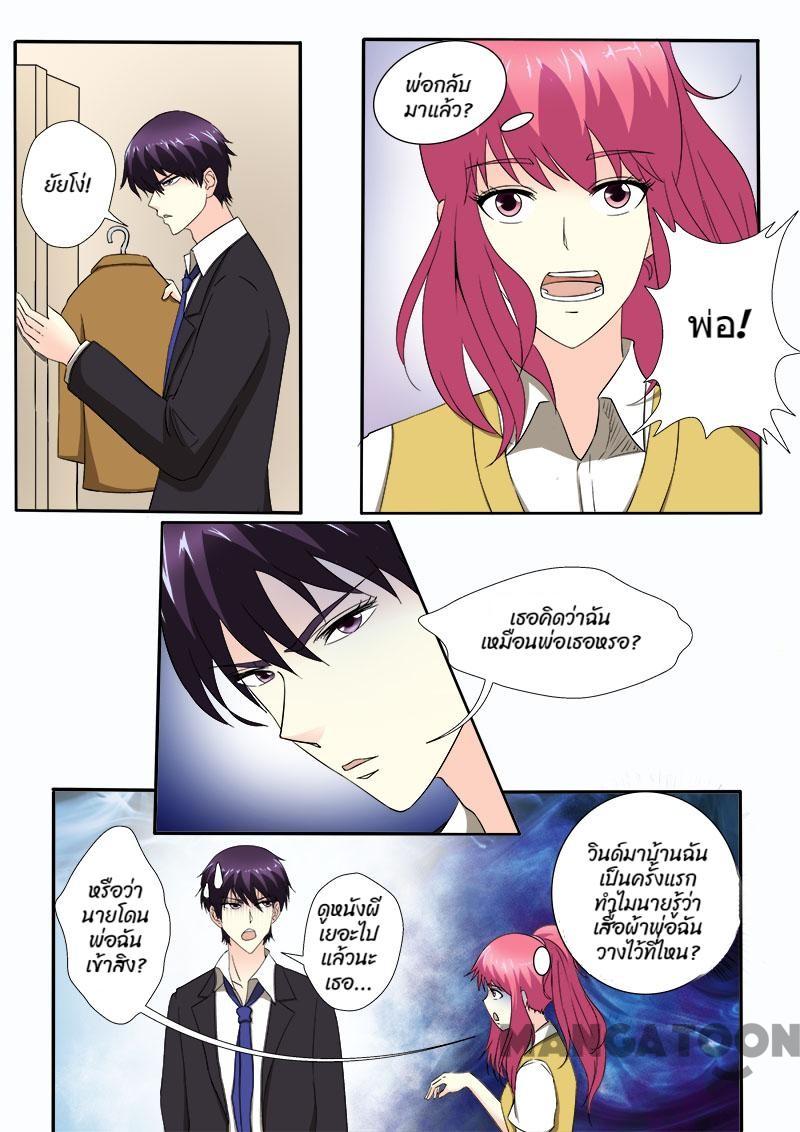 ยัยโง่!
พ่อกลับ
มาแล้ว?
พ่อ!
เธอคิดว่าฉัน
เหมือนพ่อเธอหรอ?
วินด์มาบ้านฉัน
เป็นครั้งแรก
ทำไมนายรู้ว่า
เสื้อผ้าพ่อฉัน
วางไว้ที่ไหน?
หรือว่า
นายโดน
พ่อฉัน
เข้าสิง?
ดูหนังผี
เยอะไป
แล้วนะ
เธอ...
MANGATOON